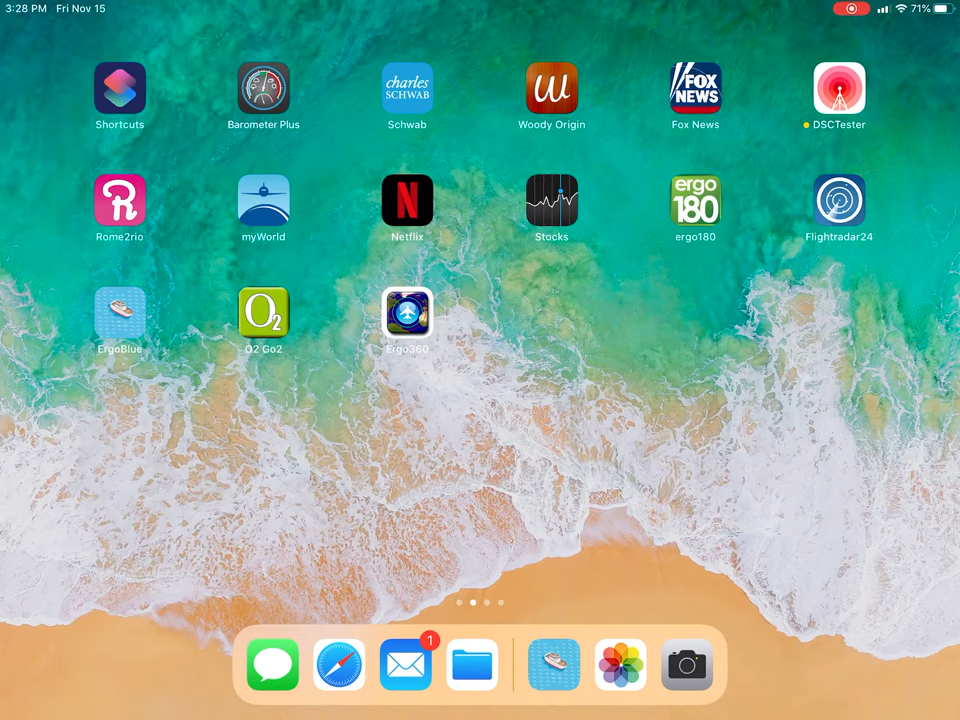 3:28 PM Fri Nov 15
71%
charles SCHWAB
W
FOX NEWS
Shortcuts
Barometer Plus
Schwab
Woody Origin
Fox News
DSCTester
R
N
ergo 180
Rome2rio
myWorld
Netflix
Stocks
ergo180
Flightradar24
O2
ErgoBlue
O2 Go2
Ergo360
1